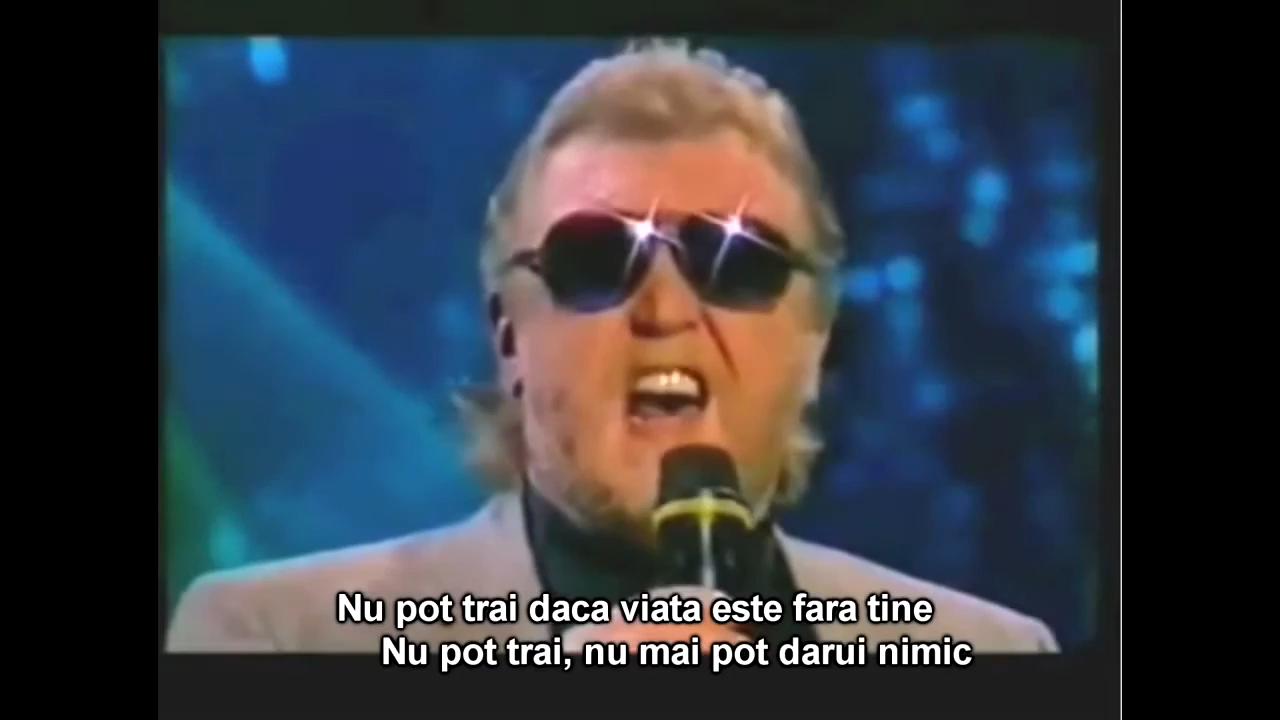 Nu pot trai daca viata este fara tine
Nu pot trai, nu mai pot darui nimic